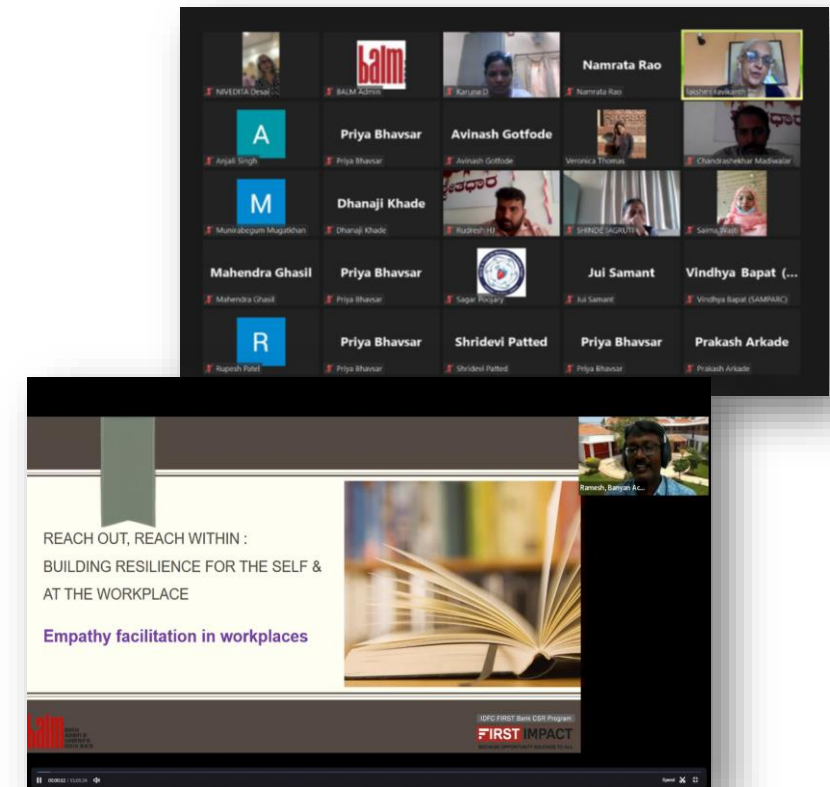 balm
Namrata Rao
NIVEDITA Desai
BALM Admin
Karuna D
Namrata Rao
lakshmi ravikanth
A
Priya Bhavsar
Avinash Gotfode
Anjali Singh
Priya Bhavsar
Avinash Gotfode
Veronica Thomas
Chandrashekhar Madiwalar
M
Dhanaji Khade
Munirabegum Mugatkhan
Dhanaji Khade
Rudresh HJ
SHINDE JAGRUTI
Saima Wasti
Mahendra Ghasil
Priya Bhavsar
Jui Samant
Vindhya Bapat (...
Mahendra Ghasil
Priya Bhavsar
Sagar Poojary
Jui Samant
Vindhya Bapat (SAMPARC)
R
Priya Bhavsar
Shridevi Patted
Priya Bhavsar
Prakash Arkade
Rupesh Patel
Priya Bhavsar
Shridevi Patted
Priya Bhavsar
Prakash Arkade
Ramesh, Banyan Ac...
REACH OUT, REACH WITHIN :
BUILDING RESILIENCE FOR THE SELF &
AT THE WORKPLACE
Empathy facilitation in workplaces
balm
IDFC FIRST Bank CSR Program
FIRST IMPACT
Speed